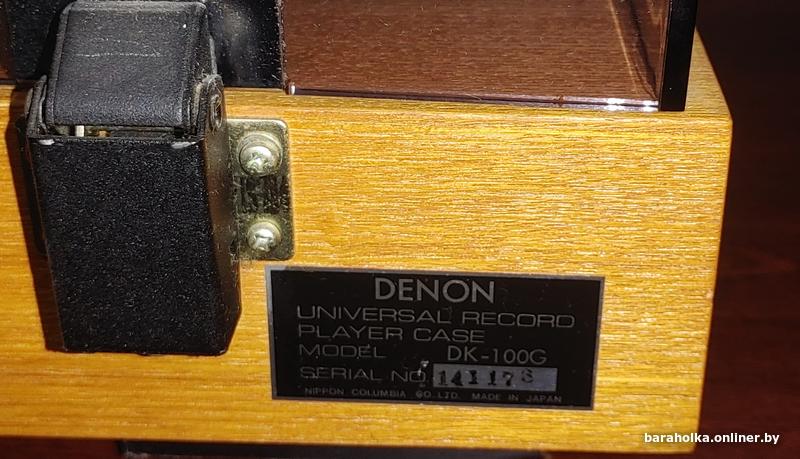 DENON
UNIVERSAL RECORD
PLAYER CASE
MODEL DK-100G
SERIAL NO.
NIPPON COLUMBIA CO.,LTD. MADE IN JAPAN
baraholka.onliner.by